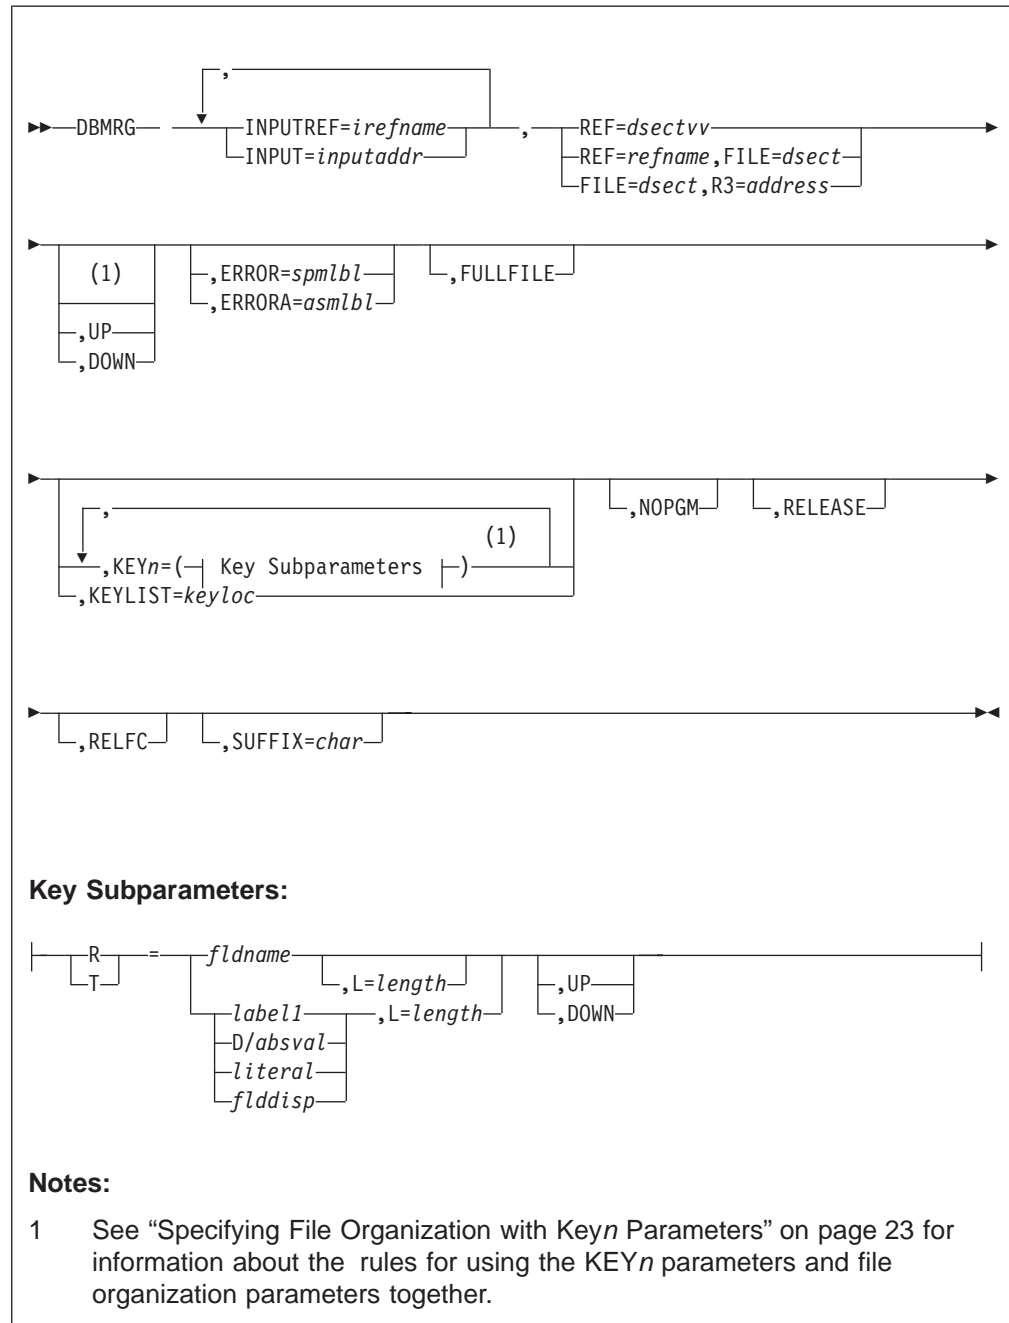 ,
DBMRG INPUTREF=irefname , REF=dsectvv
INPUT=inputaddr REF=refname,FILE=dsect
FILE=dsect,R3=address
(1) ,ERROR=spmlbl ,FULLFILE
,ERRORA=asmlbl
,UP
,DOWN
,
,NOPGM ,RELEASE
(1)
,KEYn=( Key Subparameters )
,KEYLIST=keyloc
,RELFC ,SUFFIX=char
Key Subparameters:
R = fldname ,UP
T ,L=length ,DOWN
label1 ,L=length
D/absval
literal
flddisp
Notes:
1 See “Specifying File Organization with Keyn Parameters” on page 23 for
information about the rules for using the KEYn parameters and file
organization parameters together.